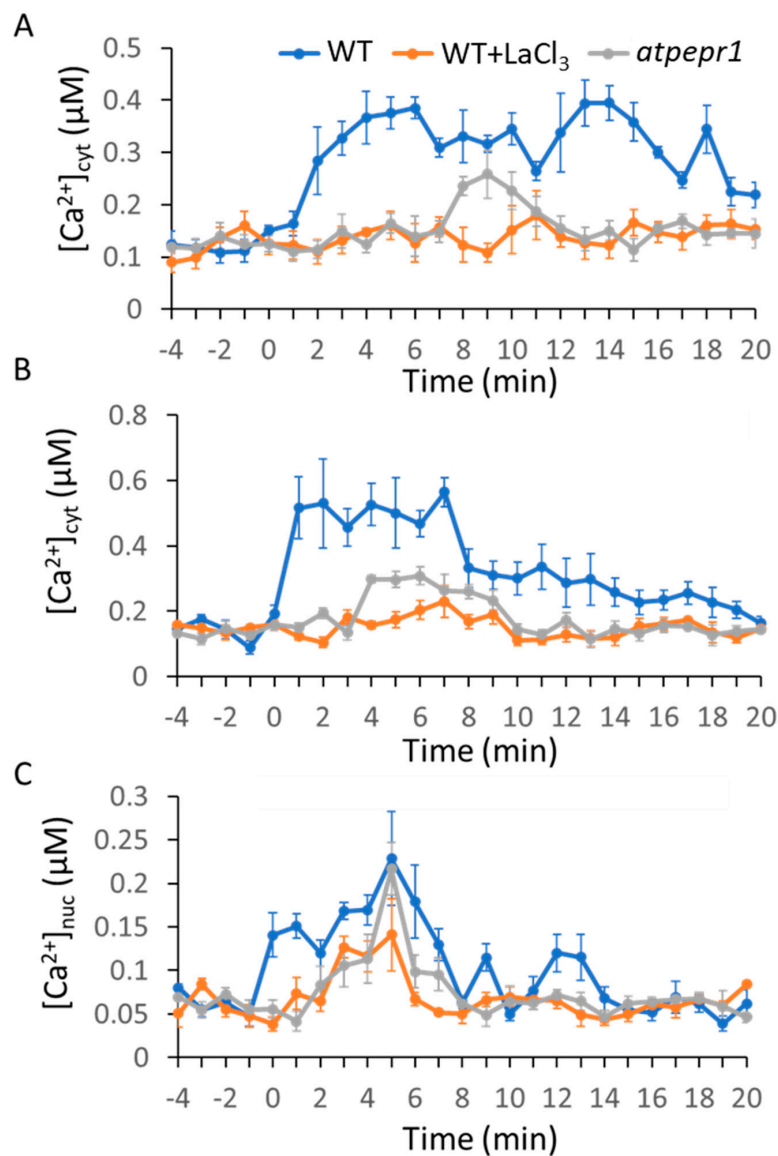 A
WT WT+LaCl₃ atpepr1
[Ca²⁺]cyt (μM)
0.5
0.4
0.3
0.2
0.1
0
-4 -2 0 2 4 6 8 10 12 14 16 18 20
Time (min)
B
[Ca²⁺]cyt (μM)
0.8
0.6
0.4
0.2
0
-4 -2 0 2 4 6 8 10 12 14 16 18 20
Time (min)
C
[Ca²⁺]nuc (μM)
0.3
0.25
0.2
0.15
0.1
0.05
0
-4 -2 0 2 4 6 8 10 12 14 16 18 20
Time (min)